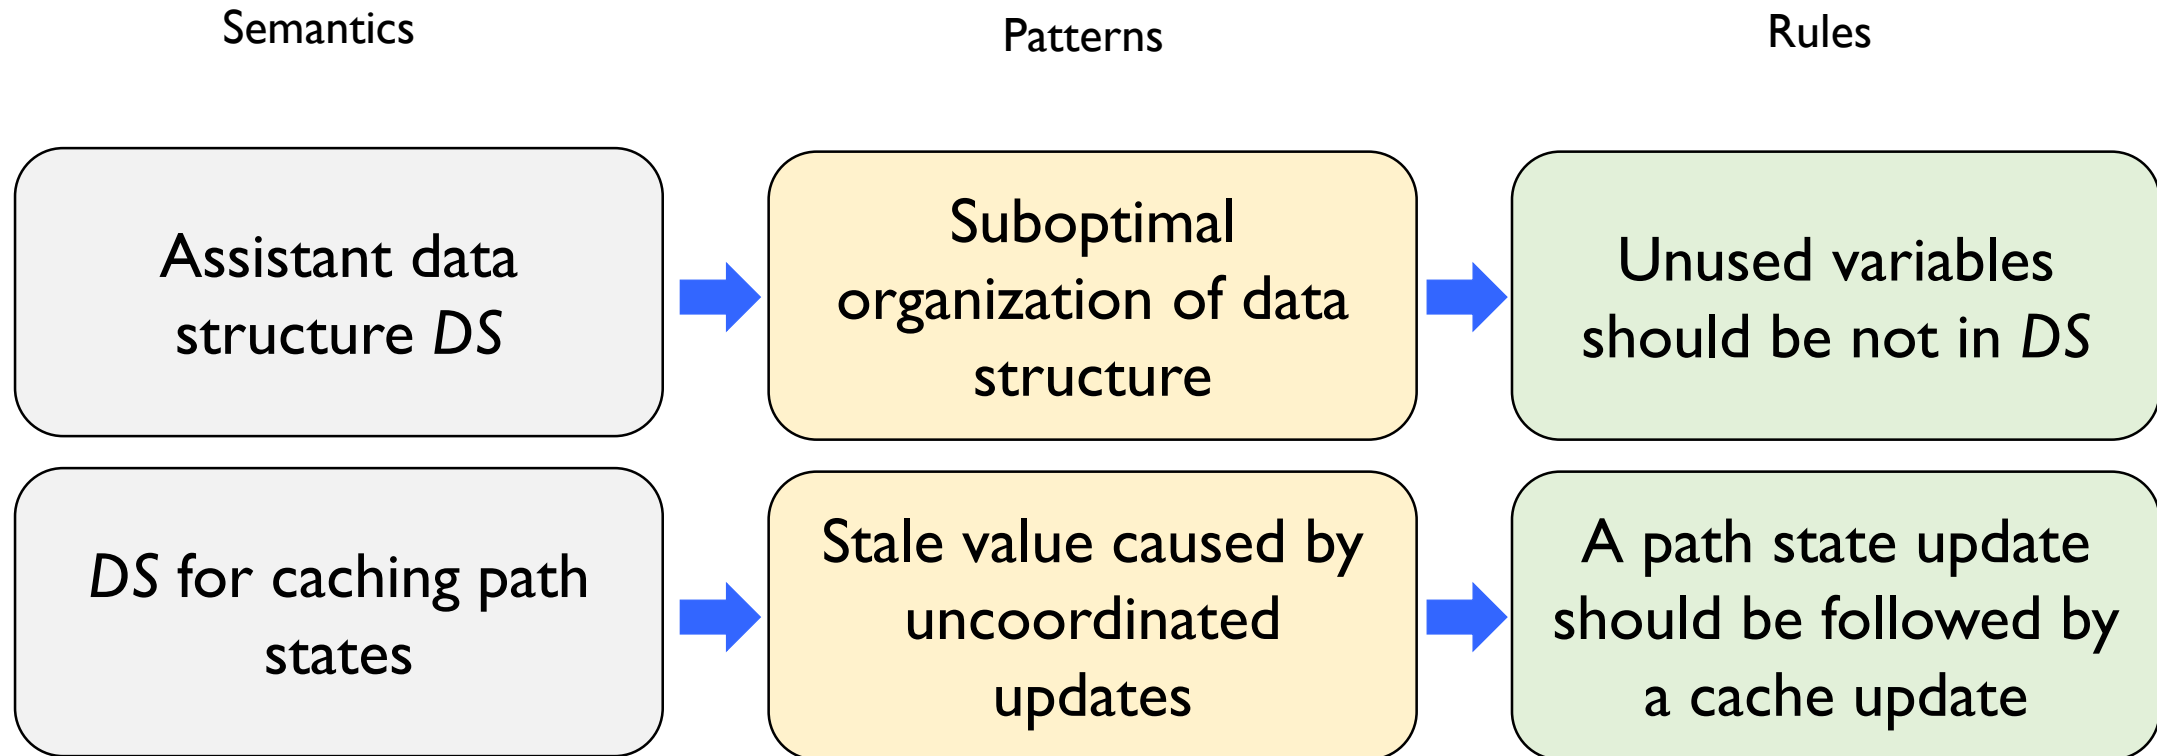 Semantics
Patterns
Rules
Assistant data
structure DS
Suboptimal
organization of data
structure
Unused variables
should be not in DS
DS for caching path
states
Stale value caused by
uncoordinated
updates
A path state update
should be followed by
a cache update